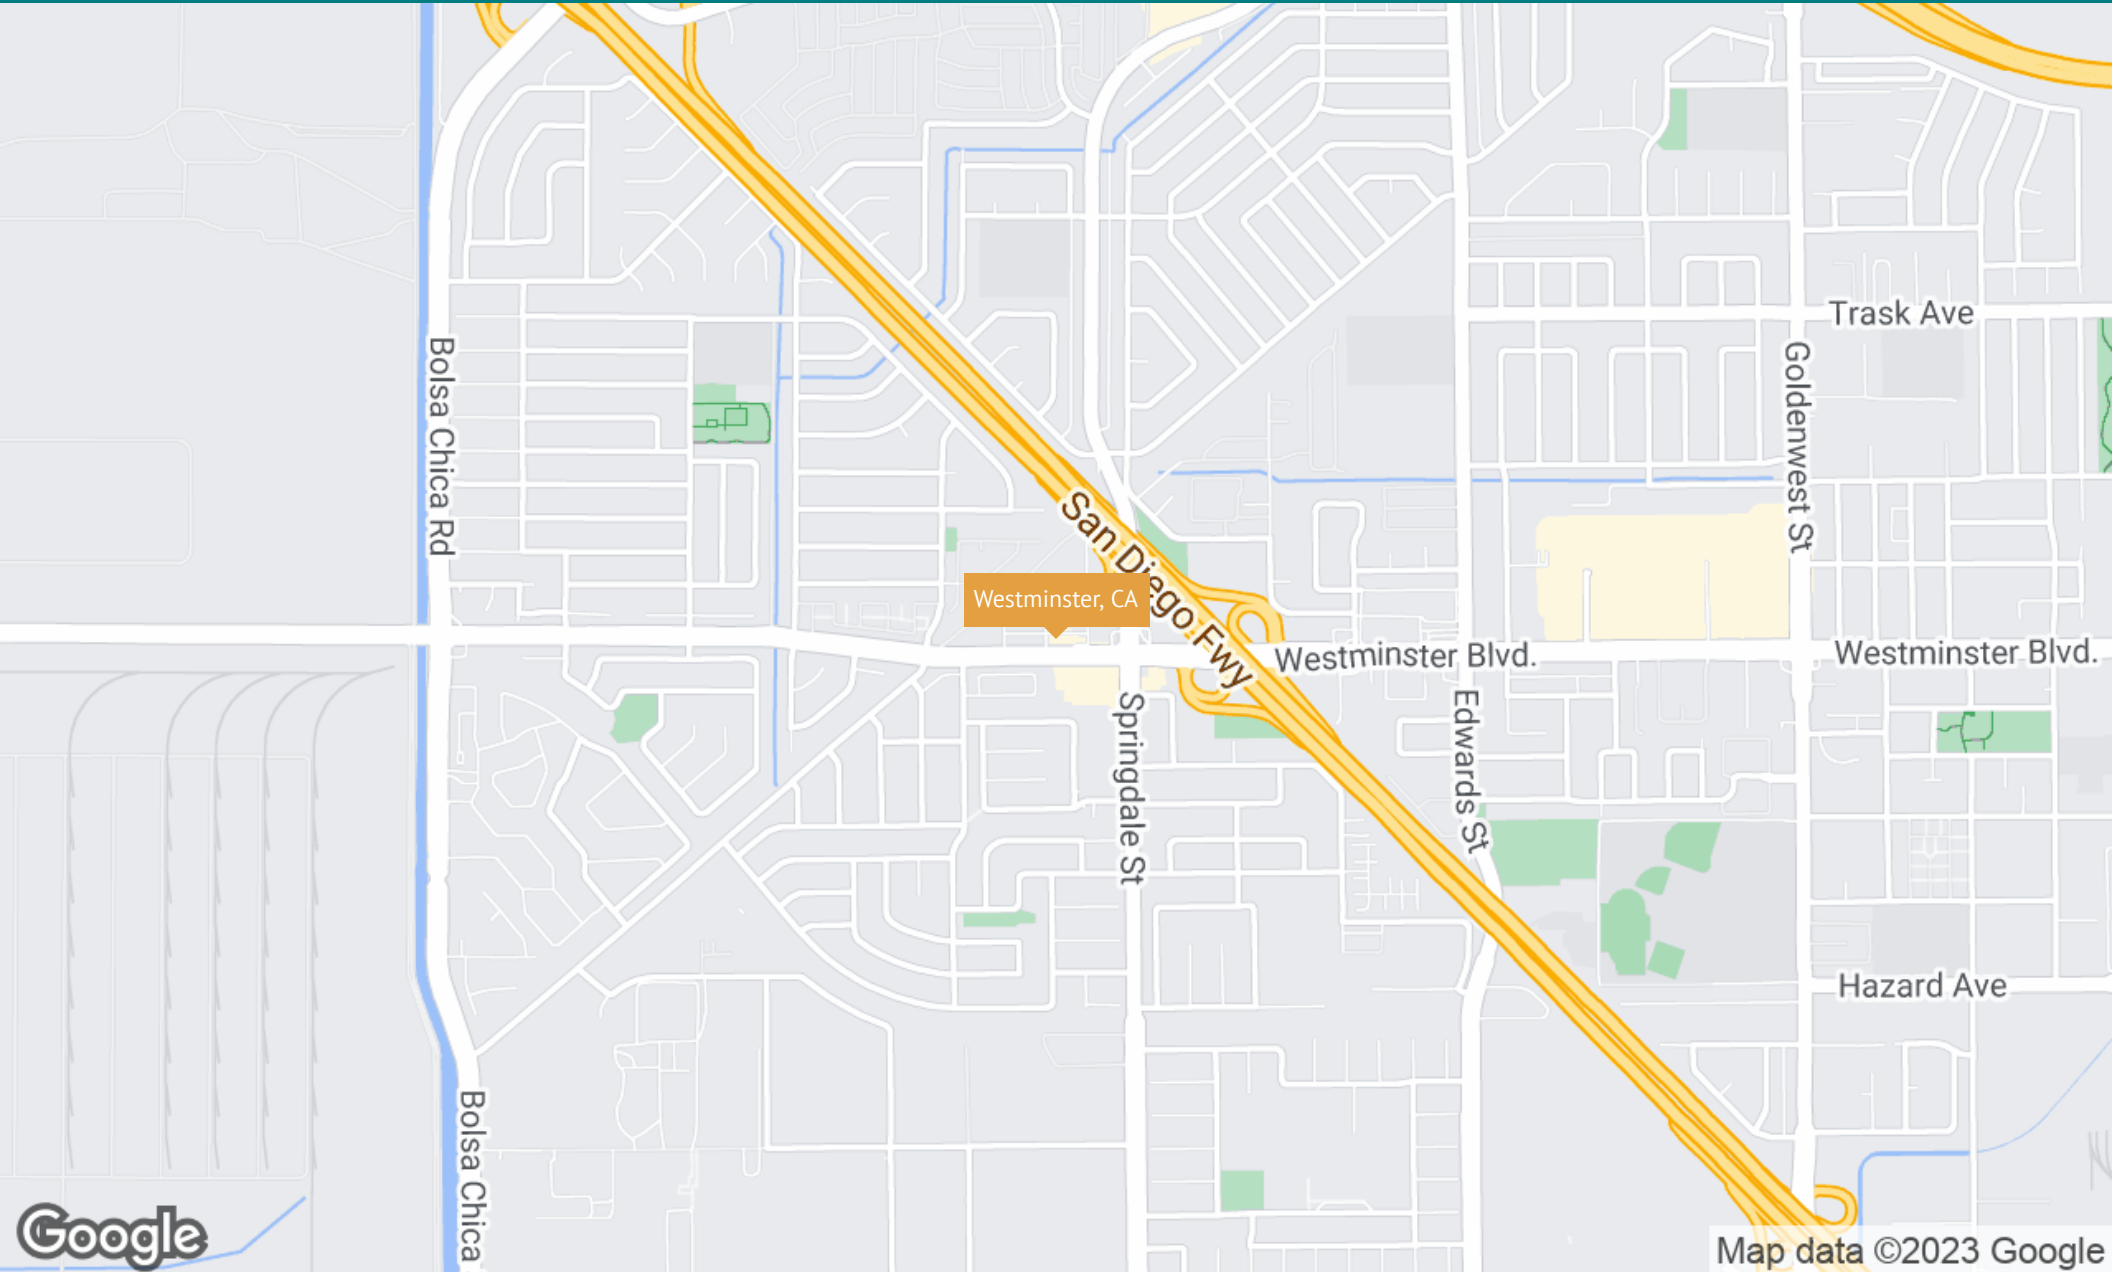 Trask Ave
Bolsa Chica Rd
Goldenwest St
San Diego Fwy
Westminster, CA
Westminster Blvd.
Westminster Blvd.
Springdale St
Edwards St
Hazard Ave
Bolsa Chica
Google
Map data ©2023 Google